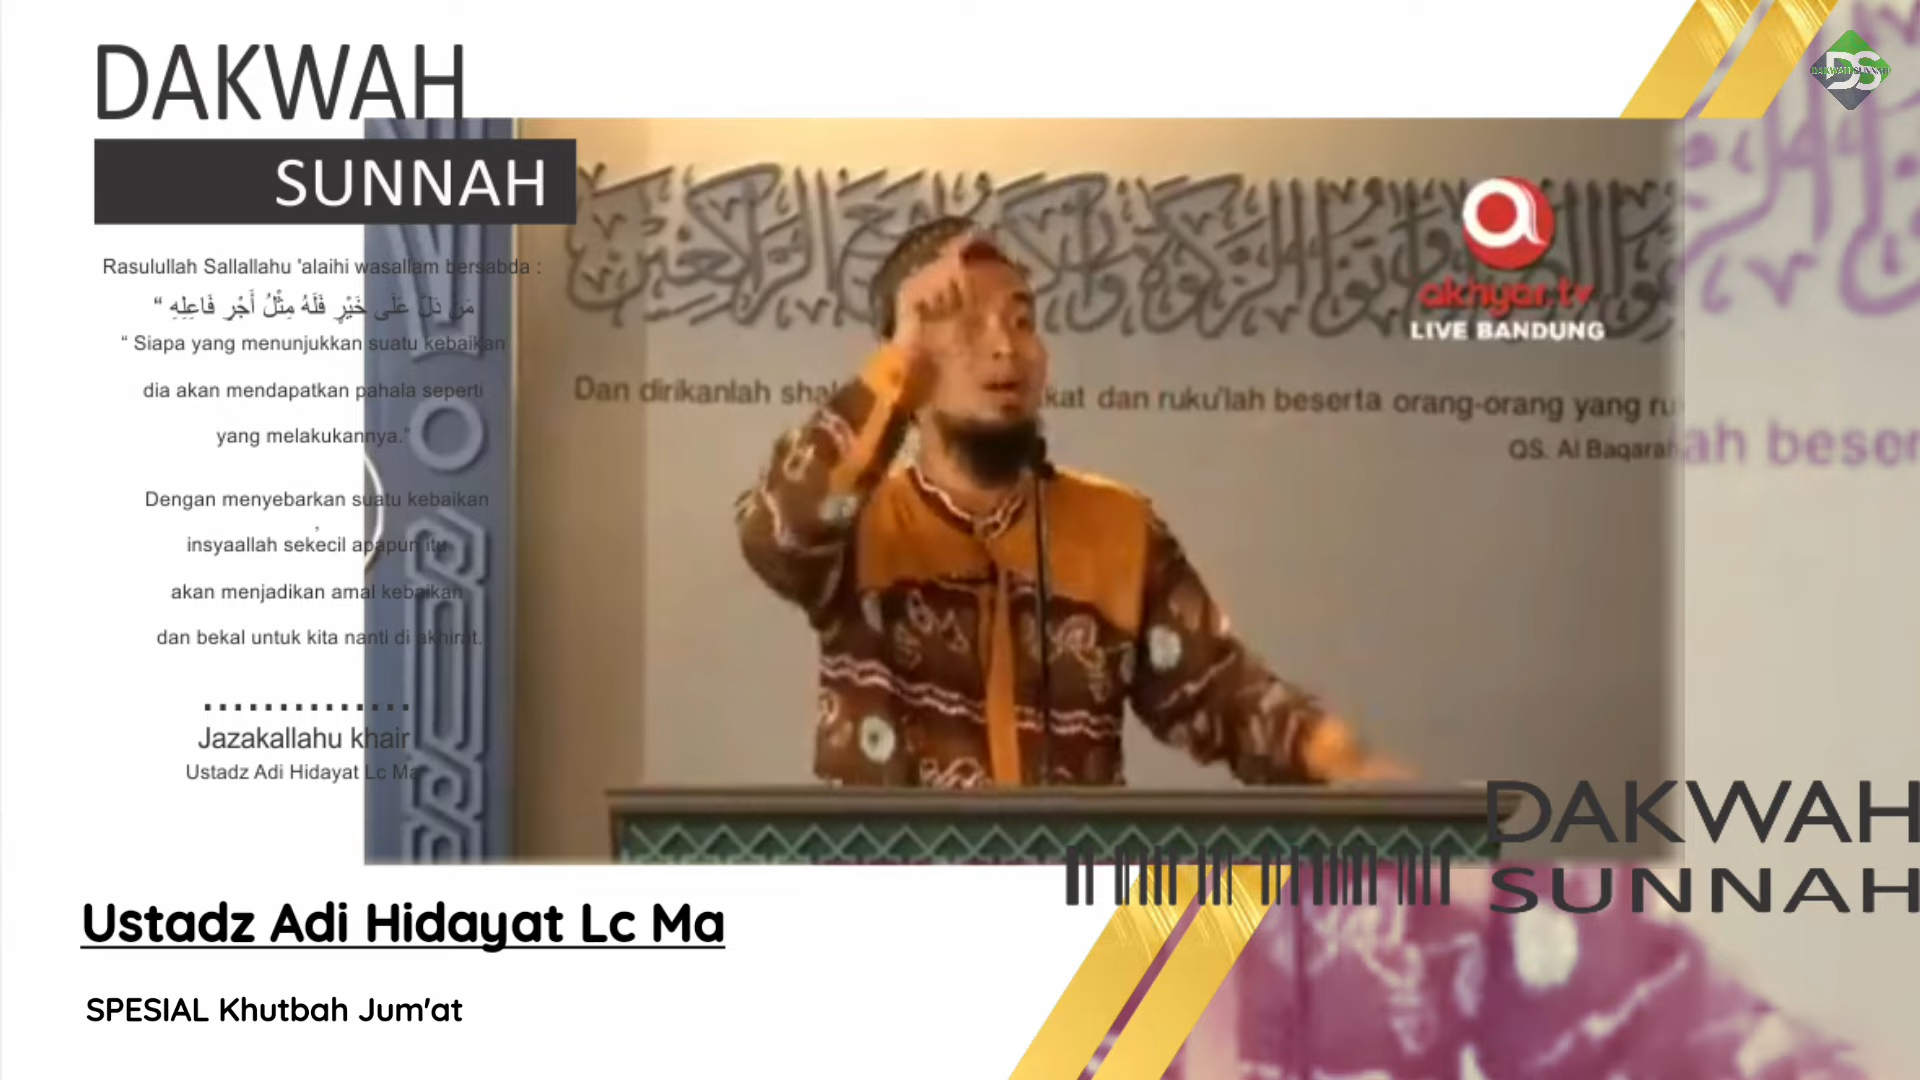 DAKWAH
SUNNAH
Rasulullah Sallallahu 'alaihi wasallam bersabda :
“ مَنْ دَلَّ عَلَى خَيْرٍ فَلَهُ مِثْلُ أَجْرِ فَاعِلِهِ
“ Siapa yang menunjukkan suatu kebaikan
dia akan mendapatkan pahala seperti
yang melakukannya.”
Dengan menyebarkan suatu kebaikan
insyaallah sekecil apapun itu
akan menjadikan amal kebaikan
dan bekal untuk kita nanti di akhirat.
..............
Jazakallahu khair
Ustadz Adi Hidayat Lc Ma
akhyar.tv
LIVE BANDUNG
Dan dirikanlah kat dan ruku'lah beserta orang-orang yang
QS. Al Baqarah
DS
DAKWAH SUNNAH
DAKWAH
SUNNAH
Ustadz Adi Hidayat Lc Ma
SPESIAL Khutbah Jum'at